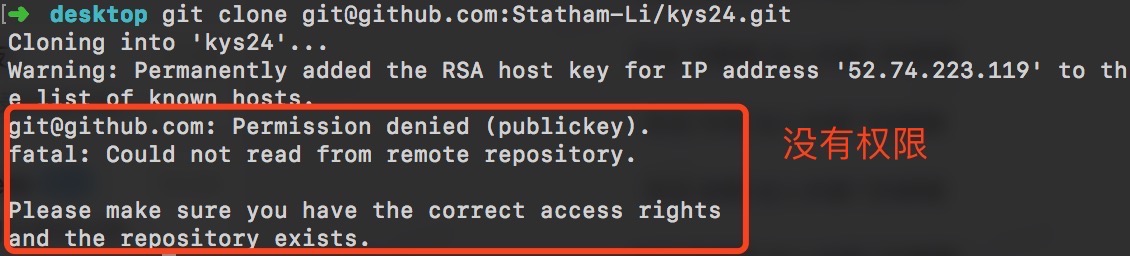 [➜ desktop git clone git@github.com:Statham-Li/kys24.git
Cloning into 'kys24'...
Warning: Permanently added the RSA host key for IP address '52.74.223.119' to th
e list of known hosts.
git@github.com: Permission denied (publickey).
没有权限
fatal: Could not read from remote repository.
Please make sure you have the correct access rights
and the repository exists.